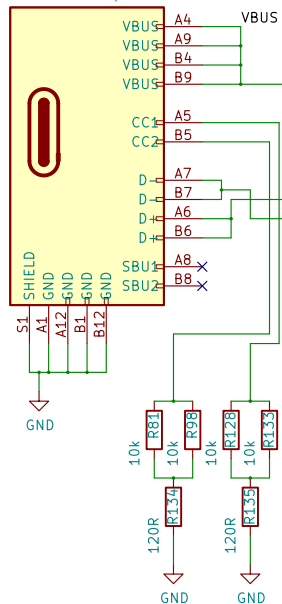 VBUS A4 VBUS
VBUS A9
VBUS B4
VBUS B9
CC1 A5
CC2 B5
D- A7
D- B7
D+ A6
D+ B6
SBU1 A8
SBU2 B8
SHIELD GND GND GND GND
S1 A1 A12 B1 B12
GND
10k R81 10k R98 10k R128 10k R133
120R R134 120R R135
GND GND